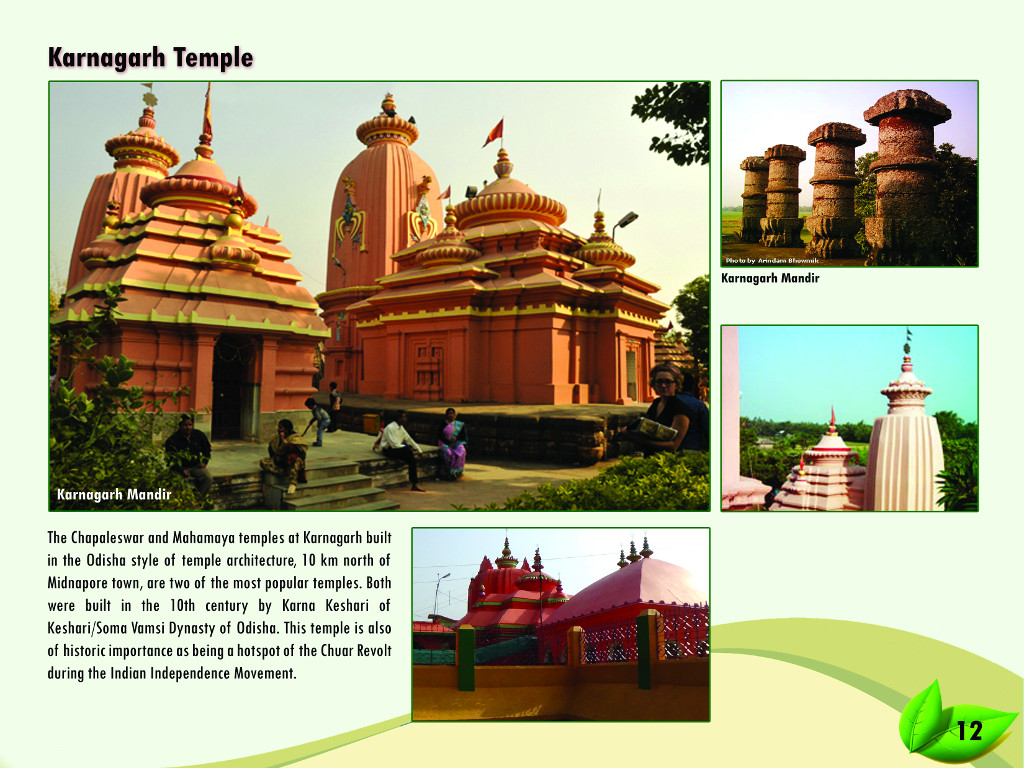 Karnagarh Temple
Photo by Arindam Bhowmik
Karnagarh Mandir
Karnagarh Mandir
The Chapaleswar and Mahamaya temples at Karnagarh built
in the Odisha style of temple architecture, 10 km north of
Midnapore town, are two of the most popular temples. Both
were built in the 10th century by Karna Keshari of
Keshari/Soma Vamsi Dynasty of Odisha. This temple is also
of historic importance as being a hotspot of the Chuar Revolt
during the Indian Independence Movement.
12